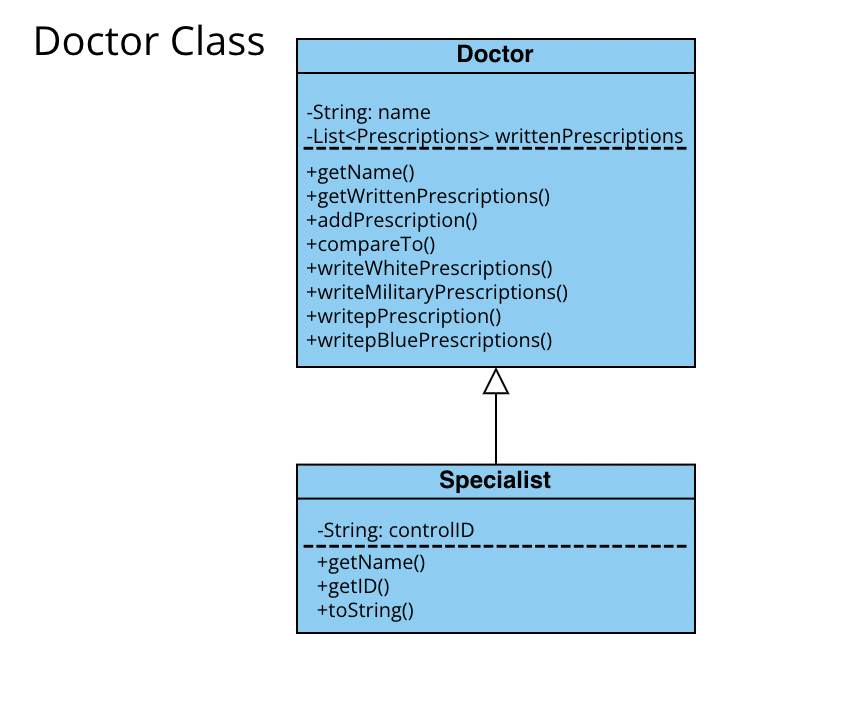 Doctor Class
Doctor
-String: name
-List<Prescriptions> writtenPrescriptions
+getName()
+getWrittenPrescriptions()
+addPrescription()
+compareTo()
+writeWhitePrescriptions()
+writeMilitaryPrescriptions()
+writepPrescription()
+writepBluePrescriptions()
Specialist
-String: controlID
+getName()
+getID()
+toString()